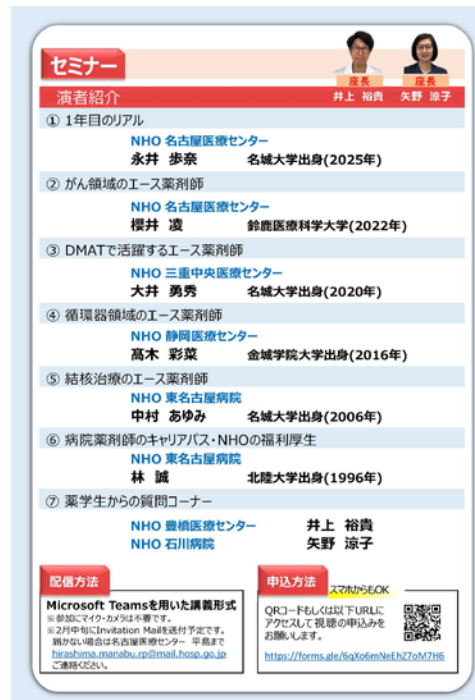 セミナー
座長 座長
演者紹介 井上 裕貴 矢野 涼子
① 1年目のリアル
NHO 名古屋医療センター
永井 歩奈 名城大学出身(2025年)
② がん領域のエース薬剤師
NHO 名古屋医療センター
櫻井 凌 鈴鹿医療科学大学(2022年)
③ DMATで活躍するエース薬剤師
NHO 三重中央医療センター
大井 勇秀 名城大学出身(2020年)
④ 循環器領域のエース薬剤師
NHO 静岡医療センター
髙木 彩菜 金城学院大学出身(2016年)
⑤ 結核治療のエース薬剤師
NHO 東名古屋病院
中村 あゆみ 名城大学出身(2006年)
⑥ 病院薬剤師のキャリアパス・NHOの福利厚生
NHO 東名古屋病院
林 誠 北陸大学出身(1996年)
⑦ 薬学生からの質問コーナー
NHO 豊橋医療センター 井上 裕貴
NHO 石川病院 矢野 涼子
配信方法
Microsoft Teamsを用いた講義形式
※参加にマイク・カメラは不要です。
※2月中旬にInvitation Mailを送付予定です。
届かない場合は名古屋医療センター 平島まで
hirashima.manabu.rp@mail.hosp.go.jp
ご連絡ください。
申込方法
スマホからもOK
QRコードもしくは以下URLに
アクセスして視聴の申込みを
お願いします。
https://forms.gle/6qXo6mNeEhZ7oM7H6